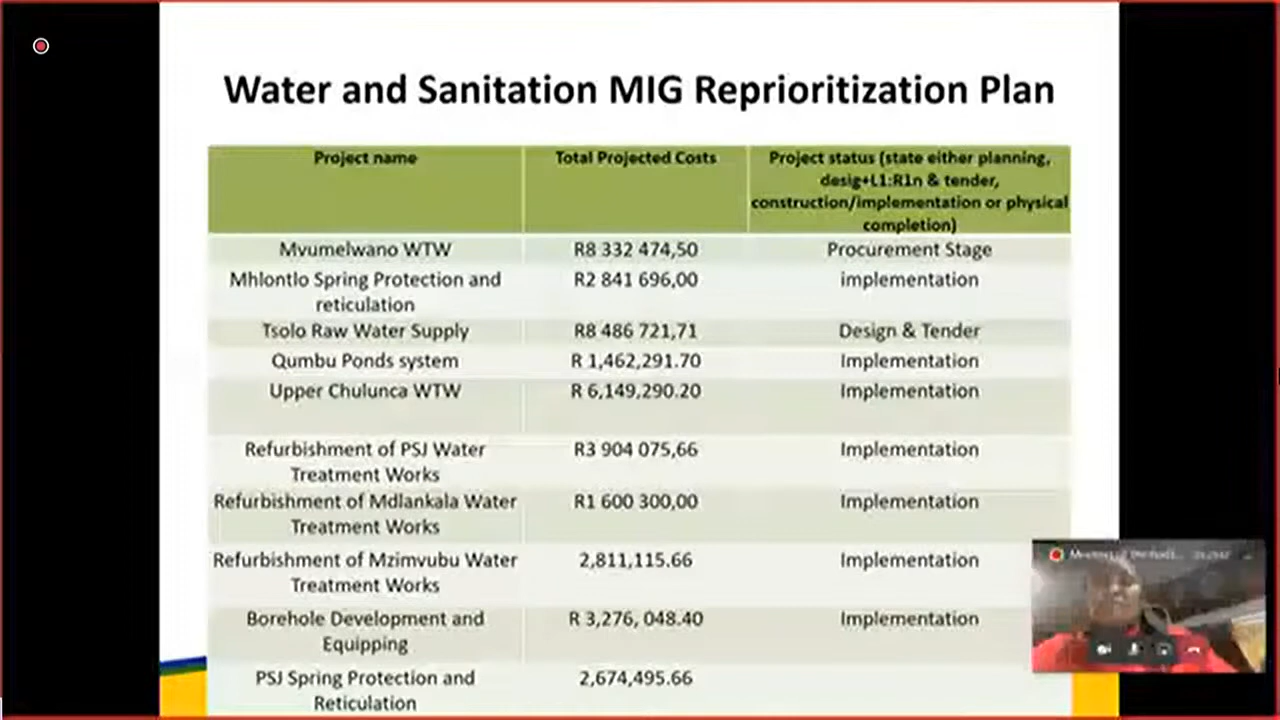 Water and Sanitation MIG Reprioritization Plan
Project name
Total Projected Costs
Project status (state either planning,
desig+L1:R1n & tender,
construction/implementation or physical
completion)
Mvumelwano WTW
R8 332 474,50
Procurement Stage
Mhlontlo Spring Protection and
reticulation
R2 841 696,00
implementation
Tsolo Raw Water Supply
R8 486 721,71
Design & Tender
Qumbu Ponds system
R 1,462,291.70
Implementation
Upper Chulunca WTW
R 6,149,290.20
Implementation
Refurbishment of PSJ Water
Treatment Works
R3 904 075,66
Implementation
Refurbishment of Mdlankala Water
Treatment Works
R1 600 300,00
Implementation
Refurbishment of Mzimvubu Water
Treatment Works
2,811,115.66
Implementation
Borehole Development and
Equipping
R 3,276, 048.40
Implementation
PSJ Spring Protection and
Reticulation
2,674,495.66